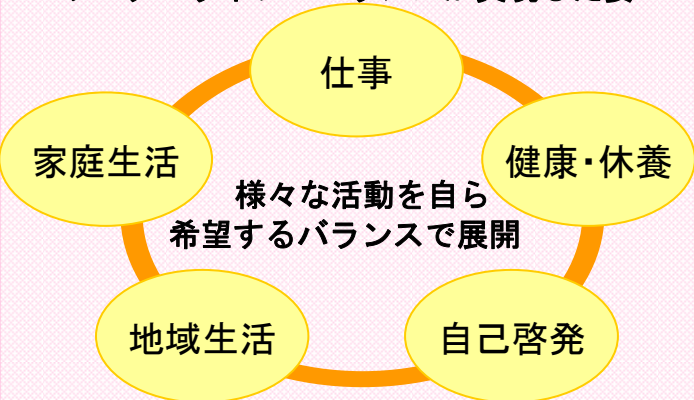 仕事
家庭生活
健康・休養
様々な活動を自ら
希望するバランスで展開
地域生活
自己啓発